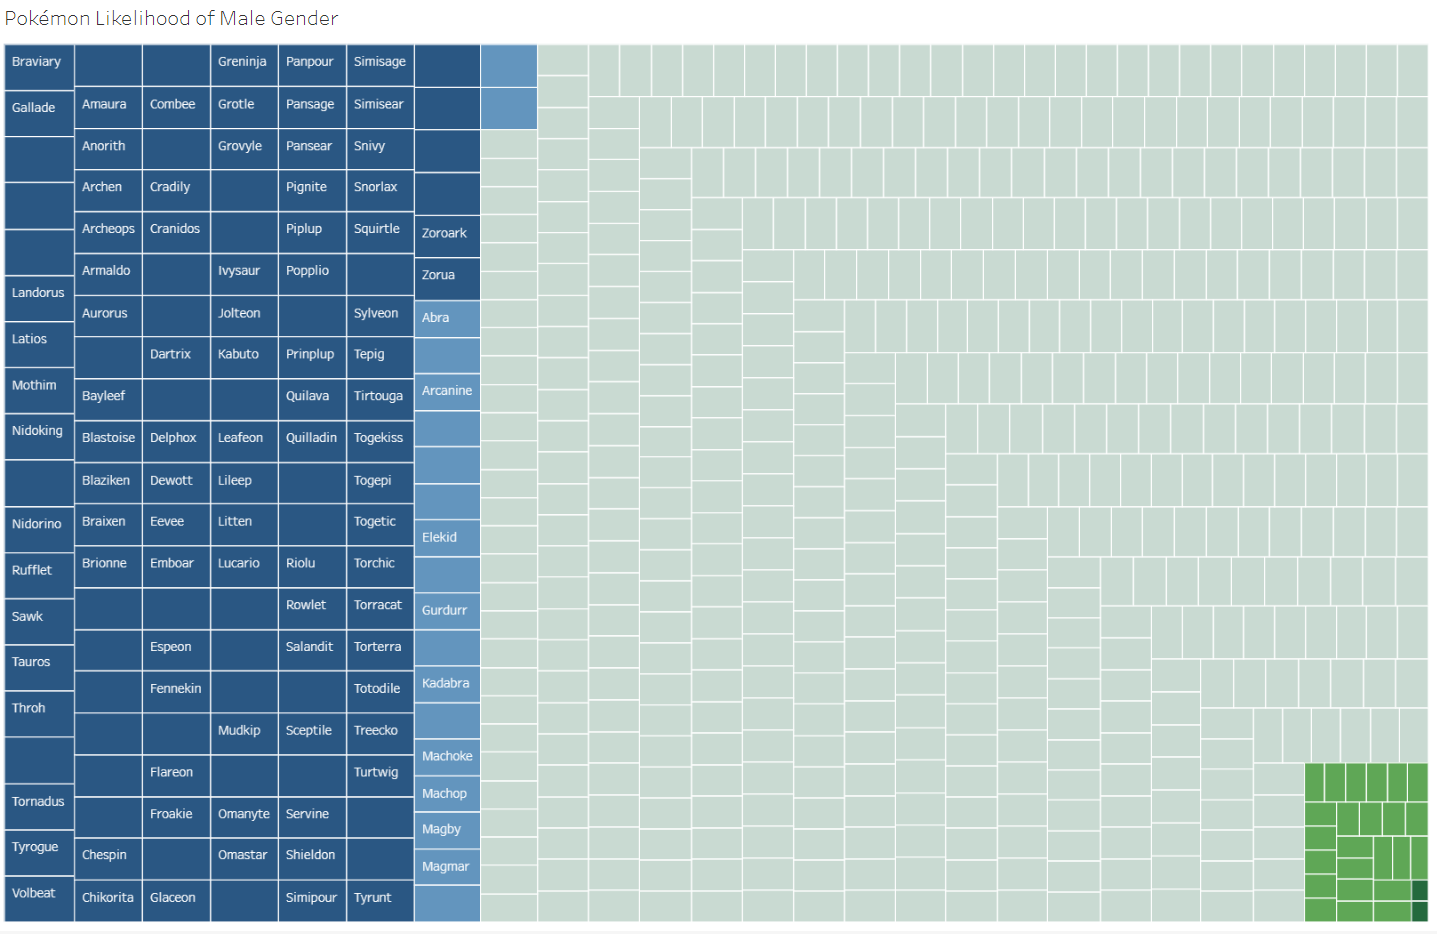 Pokémon Likelihood of Male Gender
Braviary
Gallade
Landorus
Latios
Mothim
Nidoking
Nidorino
Rufflet
Sawk
Tauros
Throh
Tornadus
Tyrogue
Volbeat
Amaura
Anorith
Archen
Archeops
Armaldo
Aurorus
Bayleef
Blastoise
Blaziken
Braixen
Brionne
Chespin
Chikorita
Combee
Cradily
Cranidos
Dartrix
Delphox
Dewott
Eevee
Emboar
Espeon
Fennekin
Flareon
Froakie
Glaceon
Greninja
Grotle
Grovyle
Ivysaur
Jolteon
Kabuto
Leafeon
Lileep
Litten
Lucario
Mudkip
Omanyte
Omastar
Panpour
Pansage
Pansear
Pignite
Piplup
Popplio
Prinplup
Quilava
Quilladin
Riolu
Rowlet
Salandit
Sceptile
Servine
Shieldon
Simipour
Simisage
Simisear
Snivy
Snorlax
Squirtle
Sylveon
Tepig
Tirtouga
Togekiss
Togepi
Togetic
Torchic
Torracat
Torterra
Totodile
Treecko
Turtwig
Tyrunt
Zoroark
Zorua
Abra
Arcanine
Elekid
Gurdurr
Kadabra
Machoke
Machop
Magby
Magmar